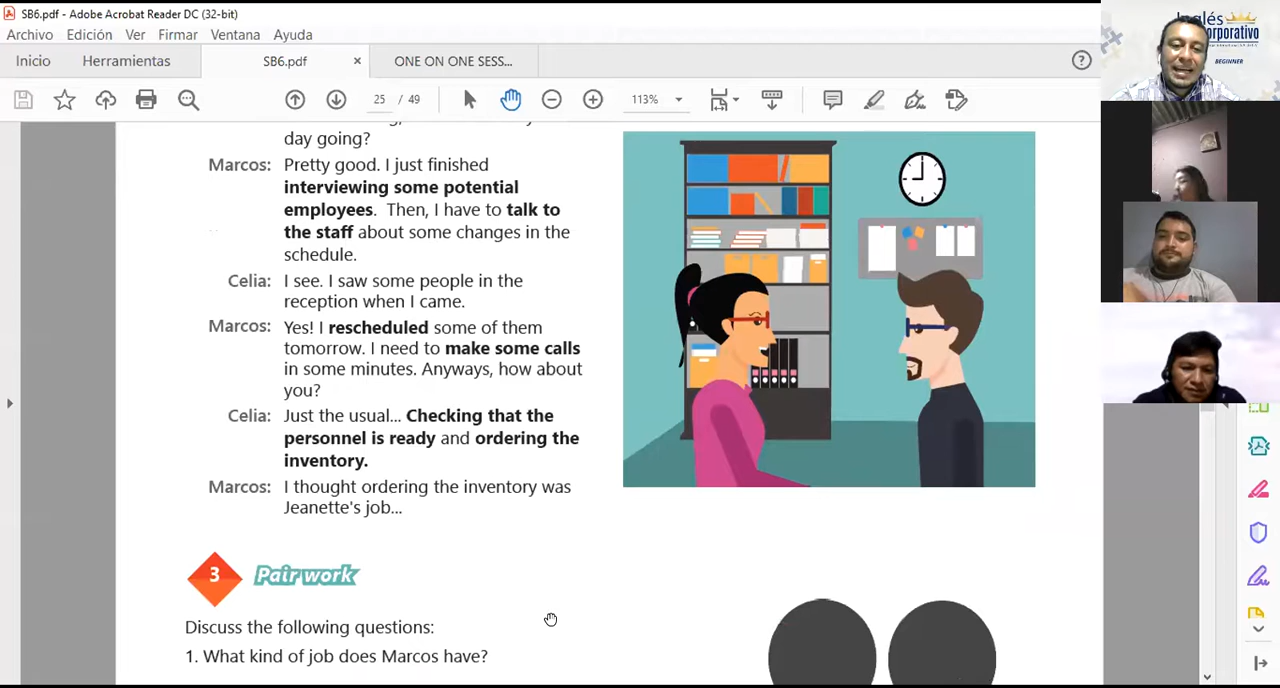 SB6.pdf - Adobe Acrobat Reader DC (32-bit)
Archivo Edición Ver Firmar Ventana Ayuda
Inicio Herramientas SB6.pdf × ONE ON ONE SESS...
25 / 49 113%
day going?
Marcos: Pretty good. I just finished
interviewing some potential
employees. Then, I have to talk to
the staff about some changes in the
schedule.
Celia: I see. I saw some people in the
reception when I came.
Marcos: Yes! I rescheduled some of them
tomorrow. I need to make some calls
in some minutes. Anyways, how about
you?
Celia: Just the usual... Checking that the
personnel is ready and ordering the
inventory.
Marcos: I thought ordering the inventory was
Jeanette's job...
3 Pair work
Discuss the following questions:
1. What kind of job does Marcos have?
BEGINNER